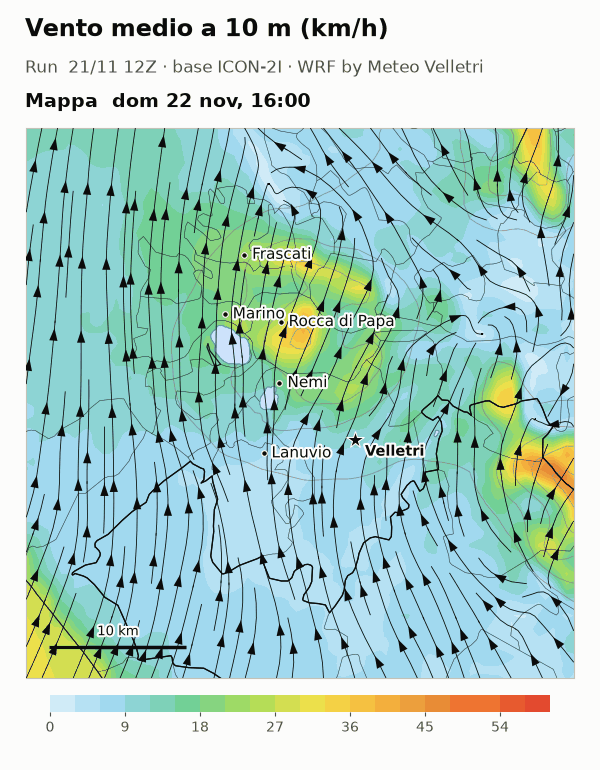 Vento medio a 10 m (km/h)
Run  21/11 12Z · base ICON-2I · WRF by Meteo Velletri
Mappa  dom 22 nov, 16:00
Frascati
Marino
Rocca di Papa
Nemi
Velletri
Lanuvio
10 km
0 9 18 27 36 45 54